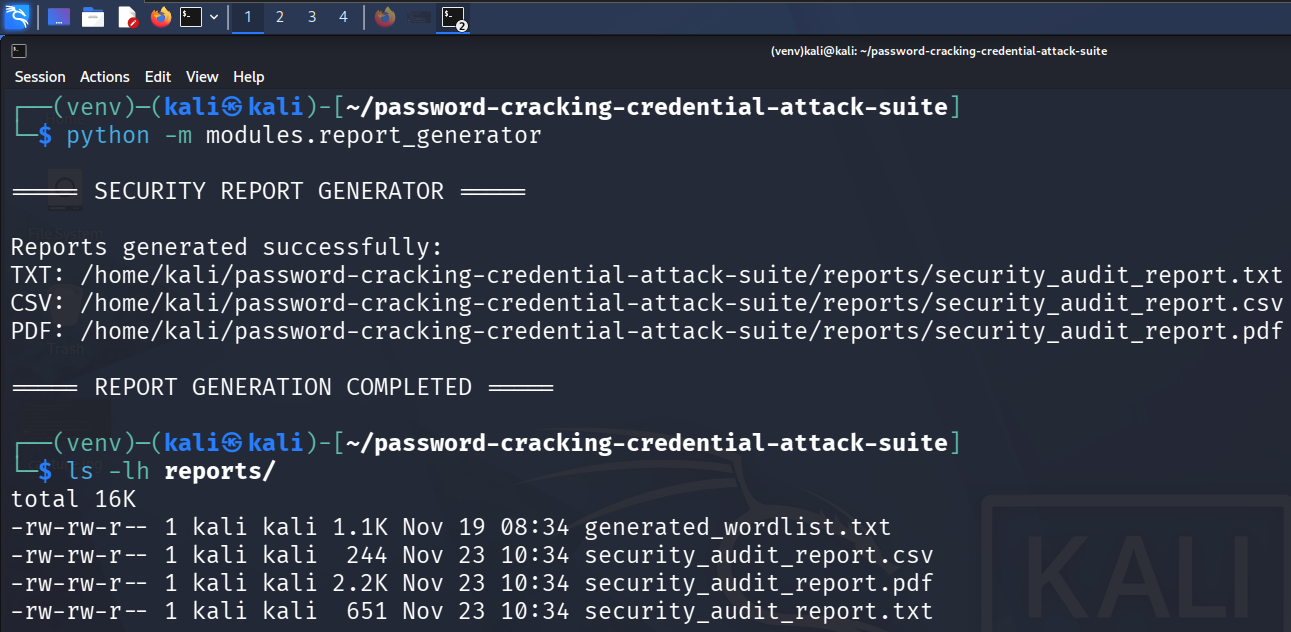 1 2 3 4
(venv)kali@kali: ~/password-cracking-credential-attack-suite
Session Actions Edit View Help
┌──(venv)─(kali㉿kali)-[~/password-cracking-credential-attack-suite]
└─$ python -m modules.report_generator
===== SECURITY REPORT GENERATOR =====
Reports generated successfully:
TXT: /home/kali/password-cracking-credential-attack-suite/reports/security_audit_report.txt
CSV: /home/kali/password-cracking-credential-attack-suite/reports/security_audit_report.csv
PDF: /home/kali/password-cracking-credential-attack-suite/reports/security_audit_report.pdf
Trash
===== REPORT GENERATION COMPLETED =====
┌──(venv)─(kali㉿kali)-[~/password-cracking-credential-attack-suite]
└─$ ls -lh reports/
total 16K
-rw-rw-r-- 1 kali kali 1.1K Nov 19 08:34 generated_wordlist.txt
-rw-rw-r-- 1 kali kali  244 Nov 23 10:34 security_audit_report.csv
-rw-rw-r-- 1 kali kali 2.2K Nov 23 10:34 security_audit_report.pdf
-rw-rw-r-- 1 kali kali  651 Nov 23 10:34 security_audit_report.txt
KALI